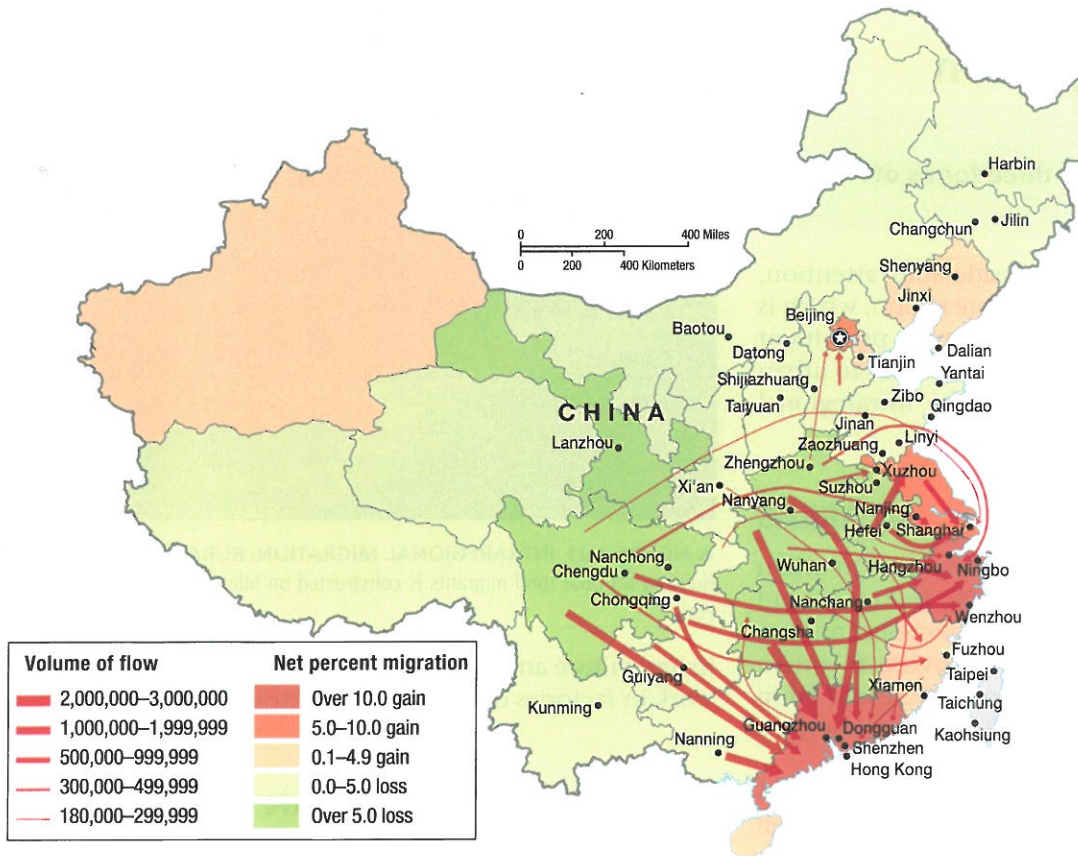 Harbin
Changchun
Jilin
Shenyang
Jinxi
0 200 400 Miles
0 200 400 Kilometers
Beijing
Baotou
Datong
Tianjin
Dalian
Yantai
Shijiazhuang
Taiyuan
Zibo
Qingdao
CHINA
Jinan
Lanzhou
Zaozhuang
Linyi
Zhengzhou
Xuzhou
Xi'an
Suzhou
Nanyang
Nanjing
Hefei
Shanghai
Nanchong
Chengdu
Wuhan
Hangzhou
Ningbo
Chongqing
Nanchang
Wenzhou
Changsha
Fuzhou
Guiyang
Taipei
Xiamen
Taichung
Kunming
Guangzhou
Dongguan
Kaohsiung
Nanning
Shenzhen
Hong Kong
Volume of flow
2,000,000–3,000,000
1,000,000–1,999,999
500,000–999,999
300,000–499,999
180,000–299,999
Net percent migration
Over 10.0 gain
5.0–10.0 gain
0.1–4.9 gain
0.0–5.0 loss
Over 5.0 loss